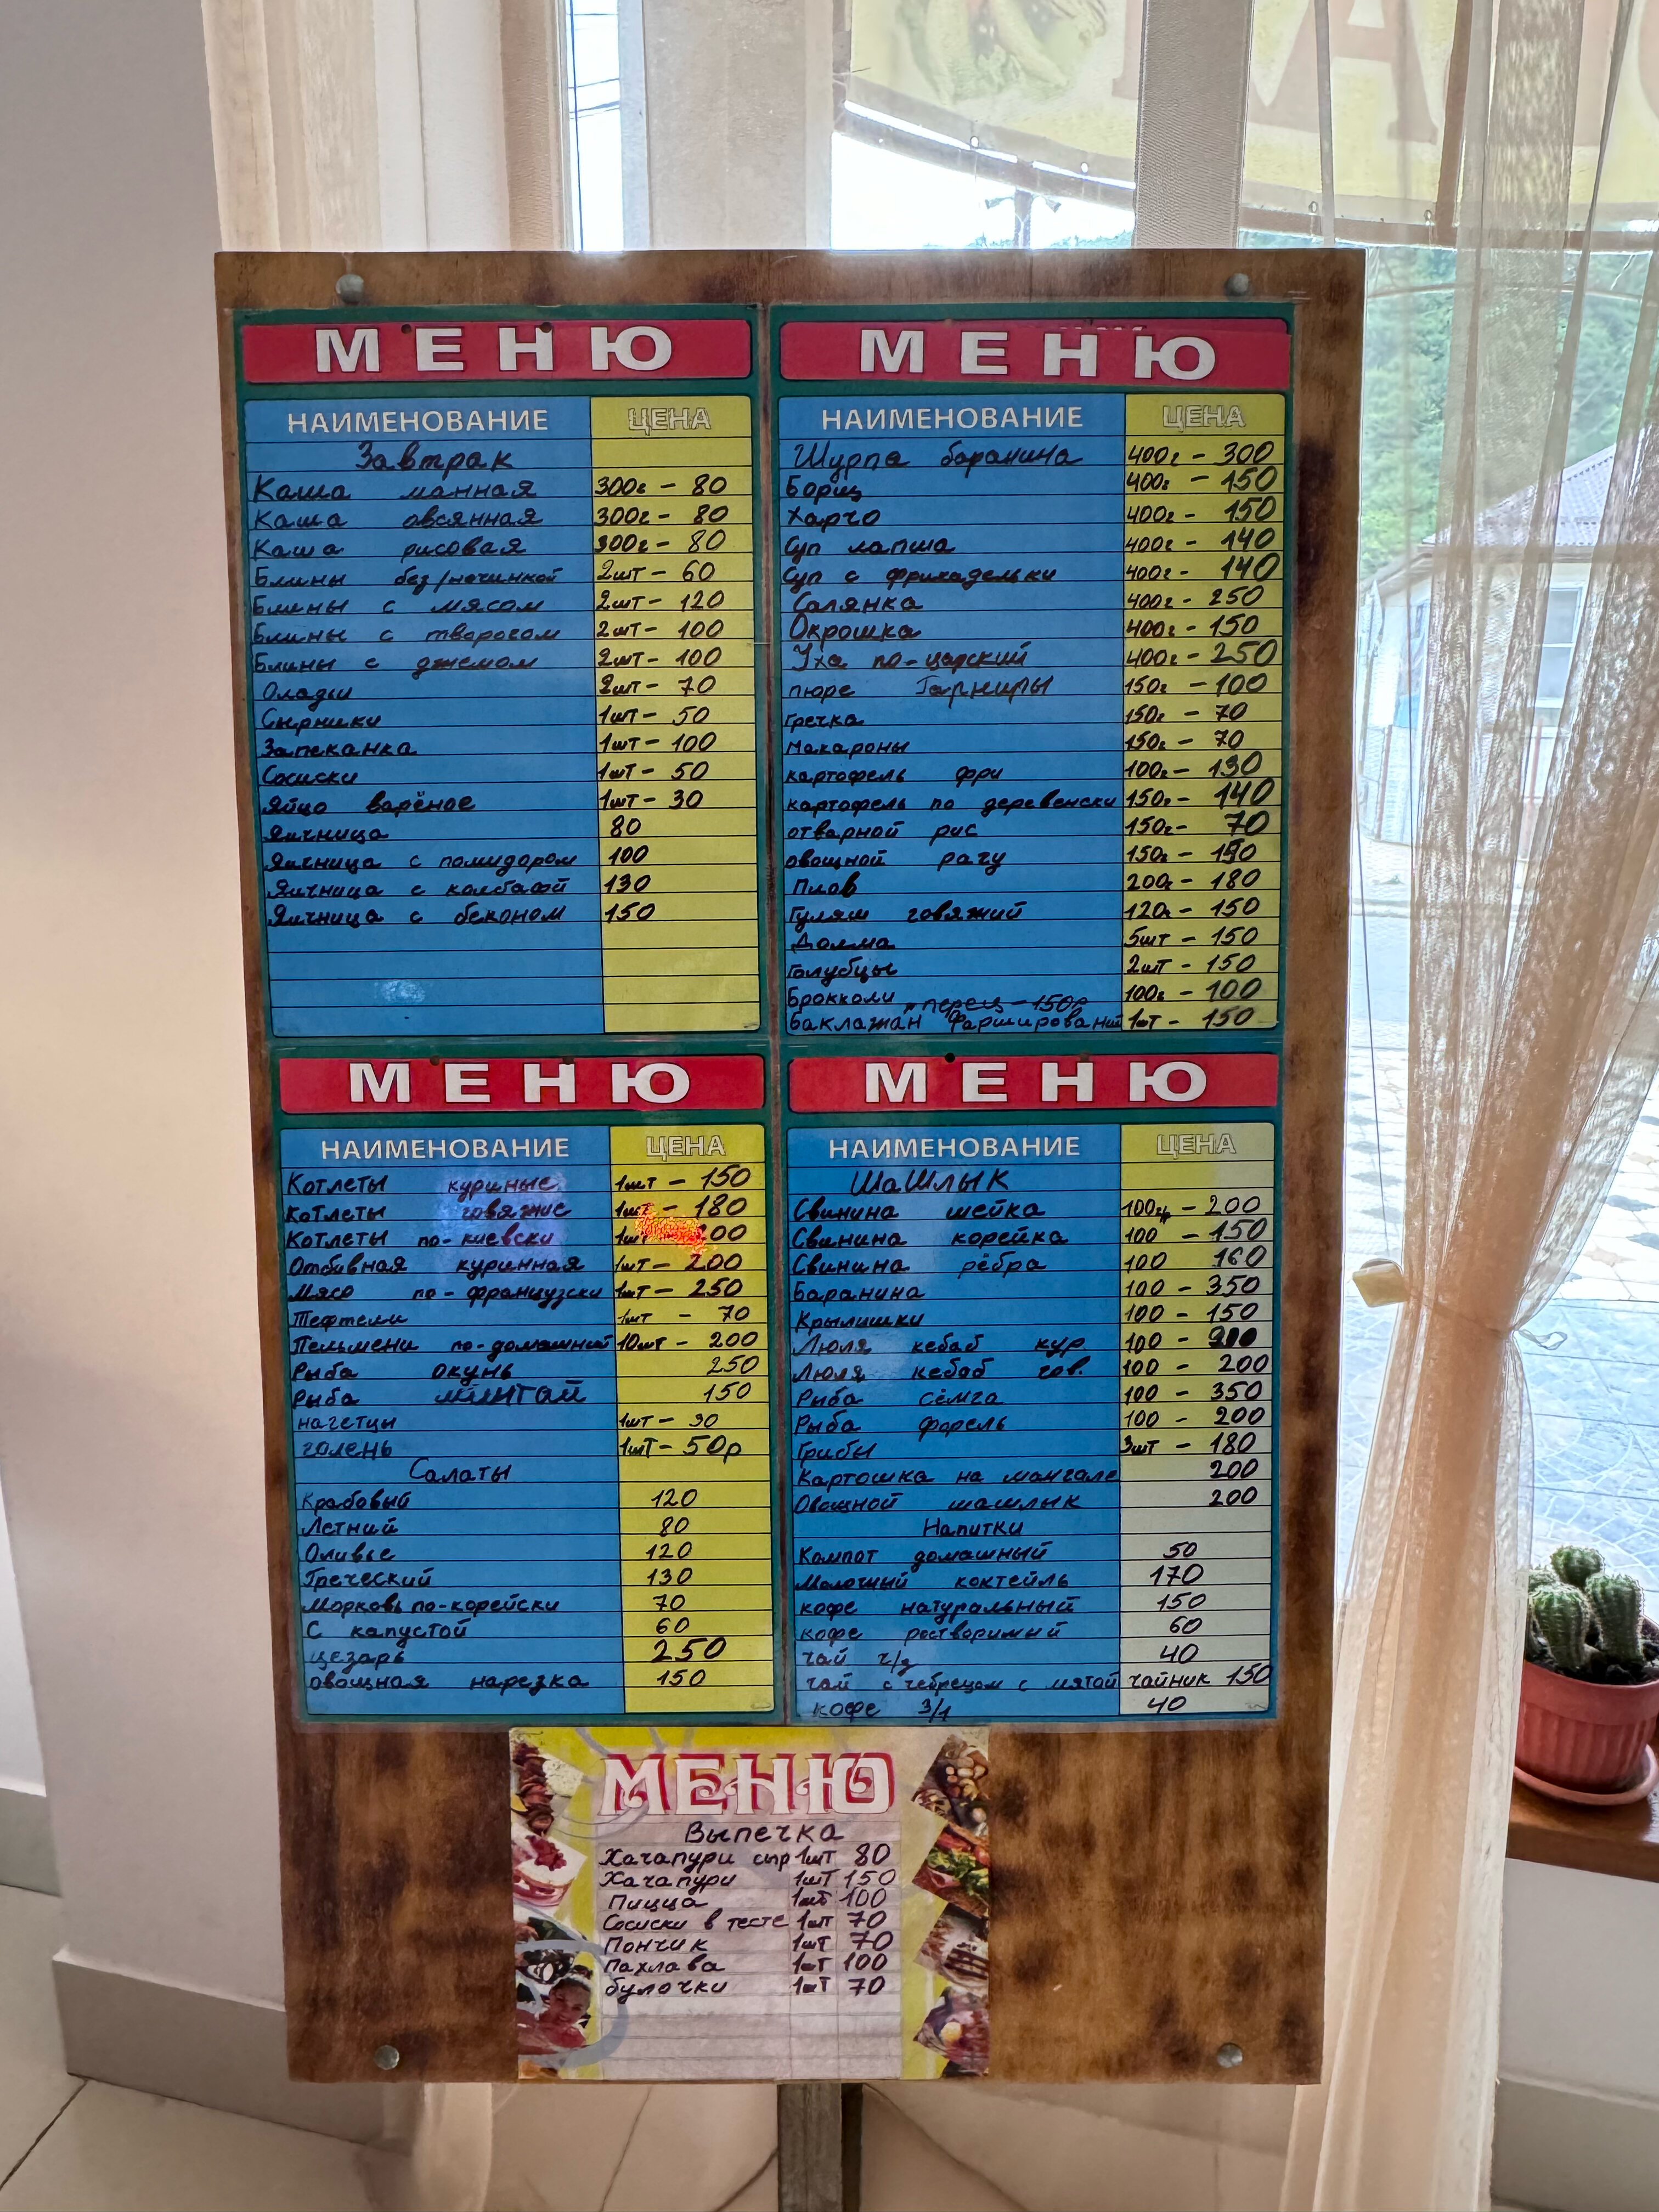 МЕНЮ
НАИМЕНОВАНИЕ ЦЕНА
Завтрак
Каша манная 300г - 80
Каша овсянная 300г - 80
Каша рисовая 300г - 80
Блины без/начинкой 2шт - 60
Блины с мясом 2шт - 120
Блины с творогом 2шт - 100
Блины с джемом 2шт - 100
Оладьи 2шт - 70
Сырники 1шт - 50
Запеканка 1шт - 100
Сосиски 1шт - 50
Яйцо варёное 1шт - 30
Яичница 80
Яичница с помидором 100
Яичница с колбасой 130
Яичница с беконом 150
МЕНЮ
НАИМЕНОВАНИЕ ЦЕНА
Шурпа баранина 400г - 300
Борщ 400г - 150
Харчо 400г - 150
Суп лапша 400г - 140
Суп с фрикадельки 400г - 140
Салянка 400г - 250
Окрошка 400г - 150
Уха по-царский 400г - 250
пюре Гарниры 150г - 100
гречка 150г - 70
макароны 150г - 70
картофель фри 100г - 130
картофель по деревенски 150г - 140
отварной рис 150г - 70
овощной рагу 150г -
Плов 200г - 180
Гуляш говяжий 120г - 150
Долма 5шт - 150
Голубцы 2шт - 150
Брокколи 100г - 100
перец - 150р
баклажан Фаршированый 1шт - 150
МЕНЮ
НАИМЕНОВАНИЕ ЦЕНА
Котлеты куриные 1шт - 150
Котлеты говяжие 1шт - 180
Котлеты по-киевски 1шт
Отбивная куринная 1шт - 200
Мясо по-французски 1шт - 250
Тефтели 1шт - 70
Пельмени по-домашний 10шт - 200
Рыба окунь 250
Рыба минтай 150
нагетцы 1шт - 30
голень 1шт - 50р
Салаты
Крабовый 120
Летний 80
Оливье 120
Греческий 130
Морковь по-корейски 70
С капустой 60
цезарь 250
овощная нарезка 150
МЕНЮ
НАИМЕНОВАНИЕ ЦЕНА
ШаШлык
Свинина шейка 100гр - 200
Свинина корейка 100 - 150
Свинина рёбра 100 160
Баранина 100 - 350
Крылишки 100 - 150
Люля кебаб кур 100 -
Люля кебаб гов. 100 - 200
Рыба сёмга 100 - 350
Рыба форель 100 - 200
Грибы 3шт - 180
Картошка на мангале 200
Овощной шашлык 200
Напитки
Компот домашный 50
Молочный коктейль 170
кофе натуральный 150
кофе растворимый 60
чай ч/з 40
чай с чебрецом с мятой чайник 150
кофе 3/1 40
МЕНЮ
Выпечка
Хачапури сыр 1шт 80
Хачапури 1шт 150
Пицца 1шт 100
Сосиски в тесте 1шт 70
Пончик 1шт 70
Пахлава 1шт 100
булочки 1шт 70